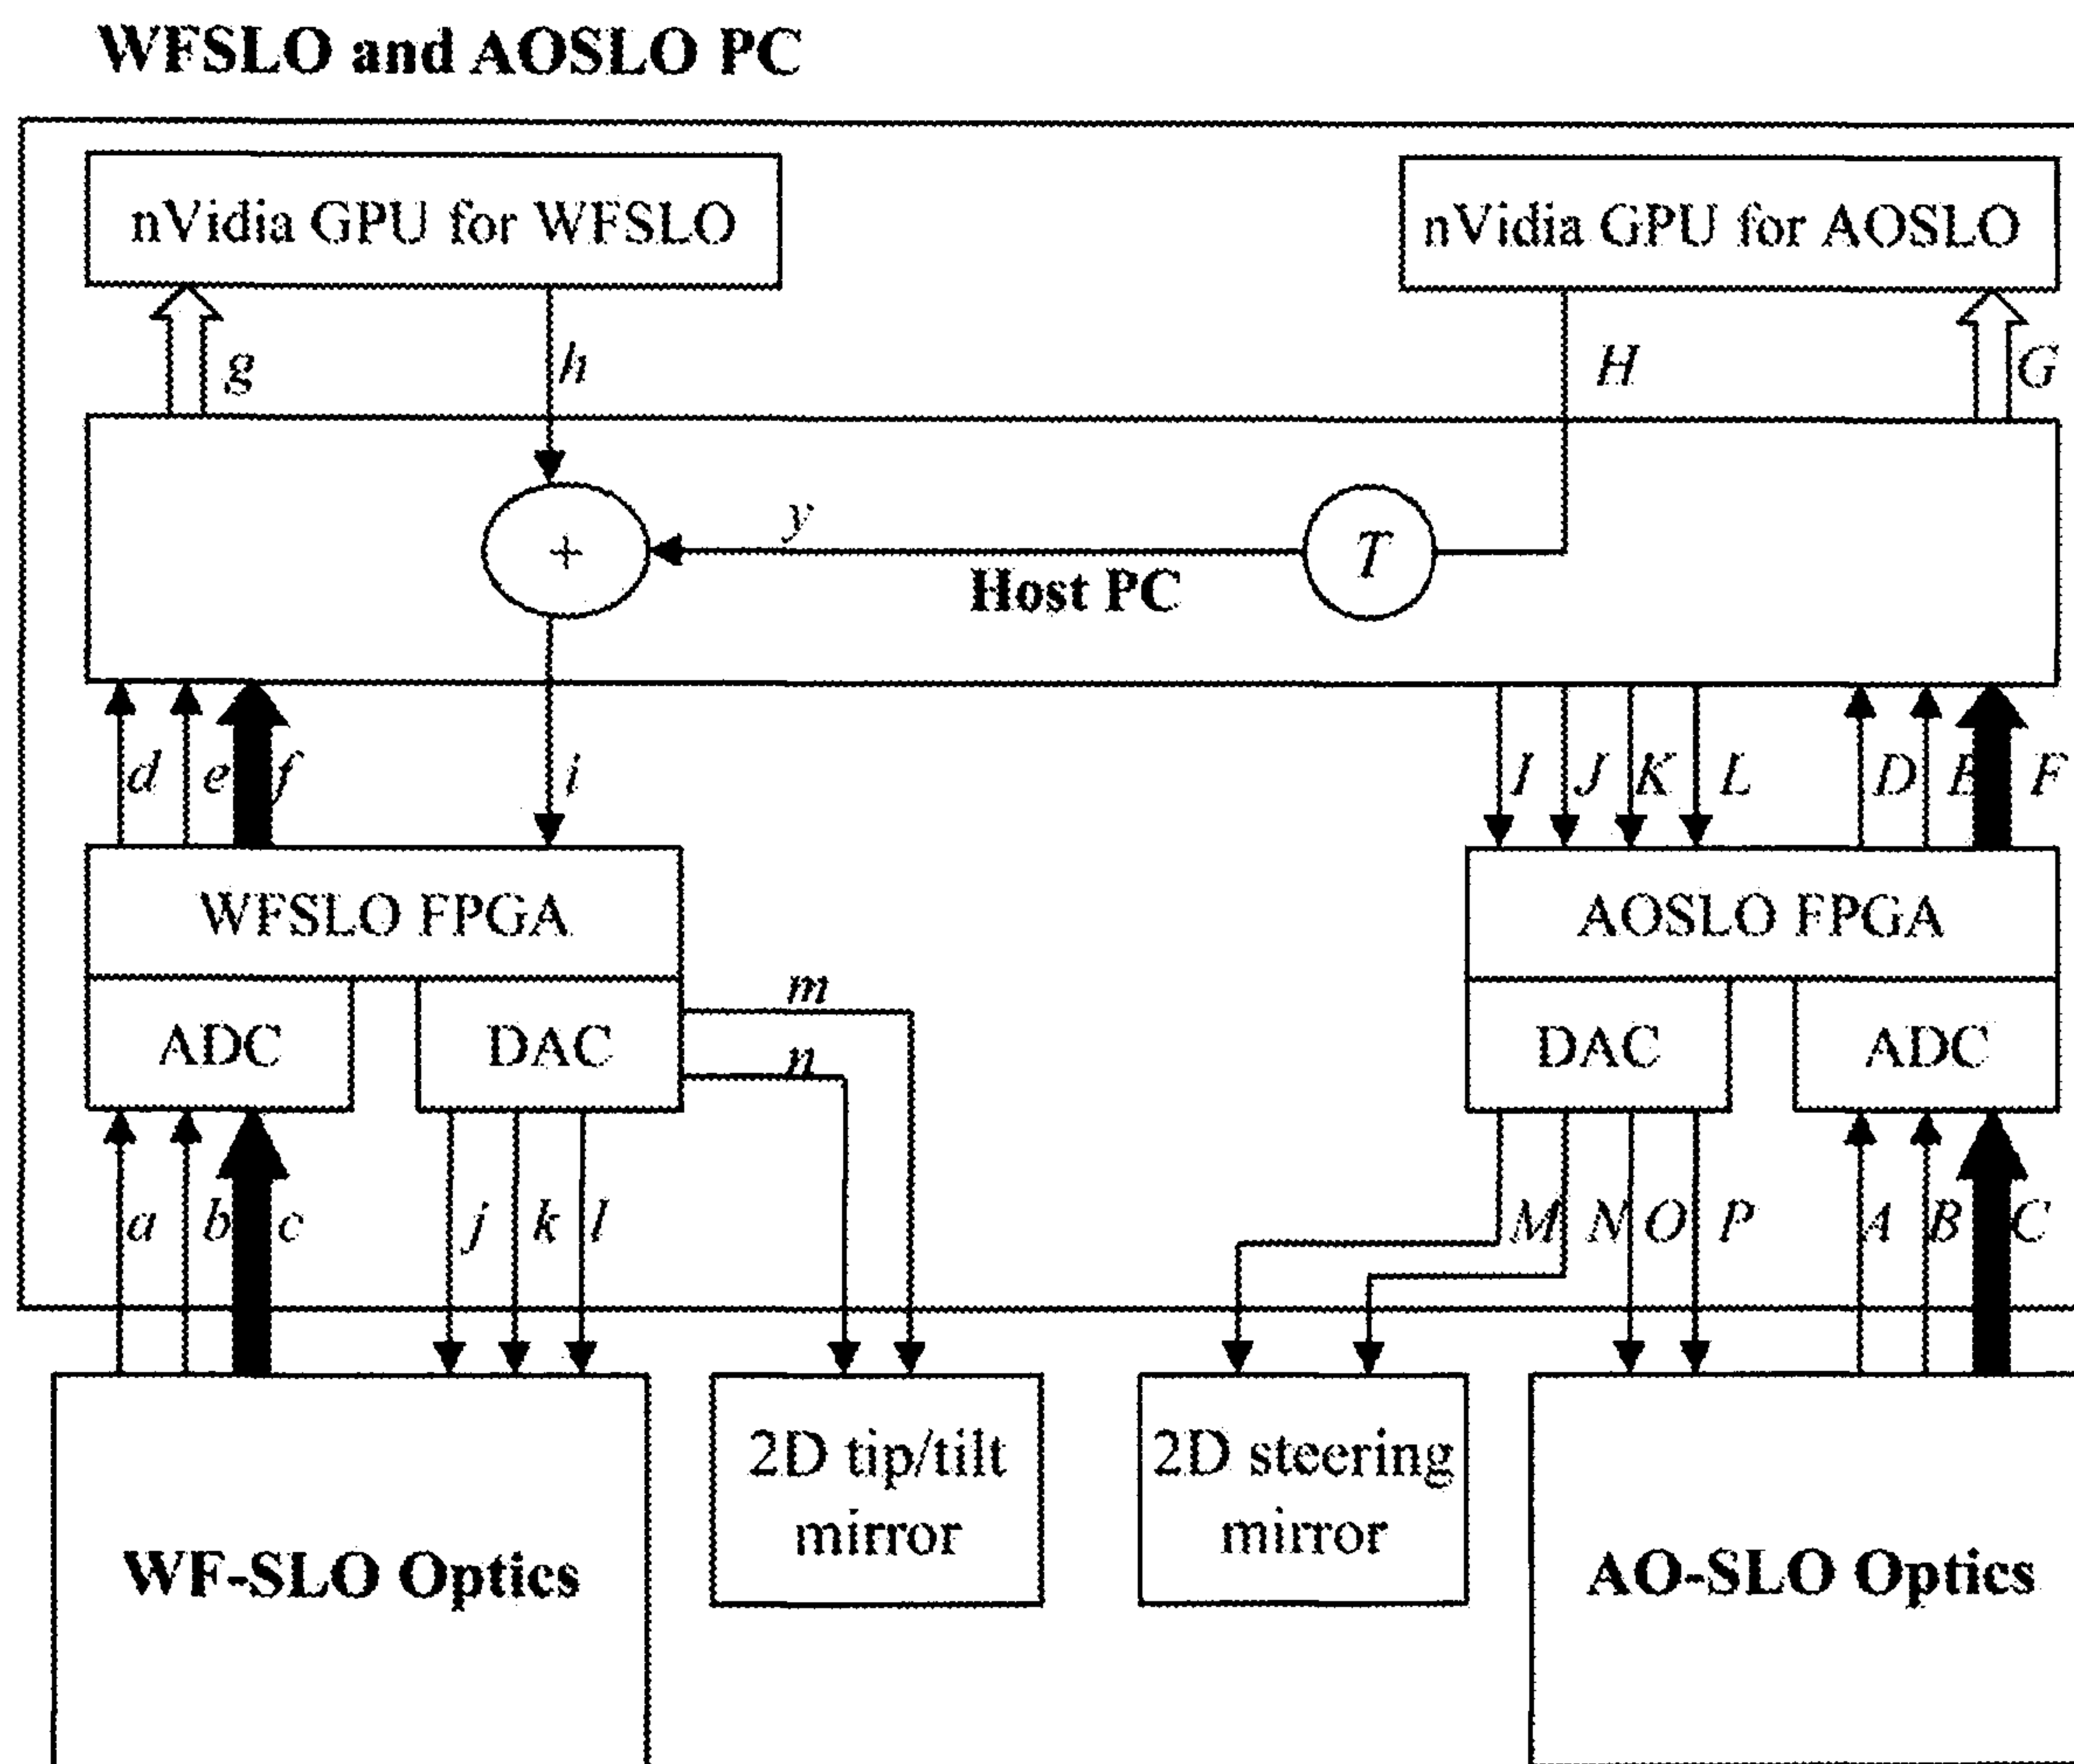 WFSLO and AOSLO PC
nVidia GPU for WFSLO
nVidia GPU for AOSLO
g h H G
+ y T
Host PC
d e f i I J K L D E F
WFSLO FPGA
AOSLO FPGA
m
ADC DAC n DAC ADC
a b c j k l M N O P A B C
2D tip/tilt
mirror
2D steering
mirror
WF-SLO Optics
AO-SLO Optics